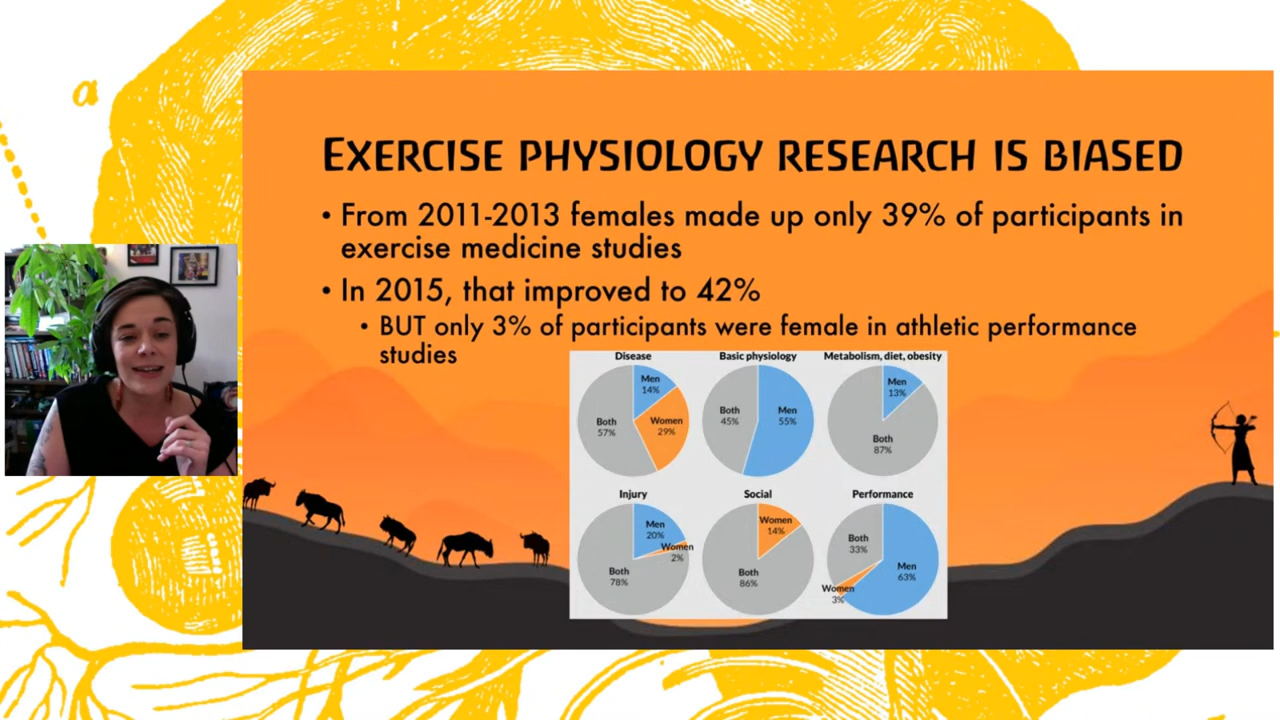 a
EXERCISE PHYSIOLOGY RESEARCH IS BIASED
• From 2011-2013 females made up only 39% of participants in
exercise medicine studies
• In 2015, that improved to 42%
• BUT only 3% of participants were female in athletic performance
studies
Disease
Men
14%
Women
29%
Both
57%
Basic physiology
Both
45%
Men
55%
Metabolism, diet, obesity
Men
13%
Both
87%
Injury
Men
20%
Women
2%
Both
78%
Social
Women
14%
Both
86%
Performance
Both
33%
Men
63%
Women
3%